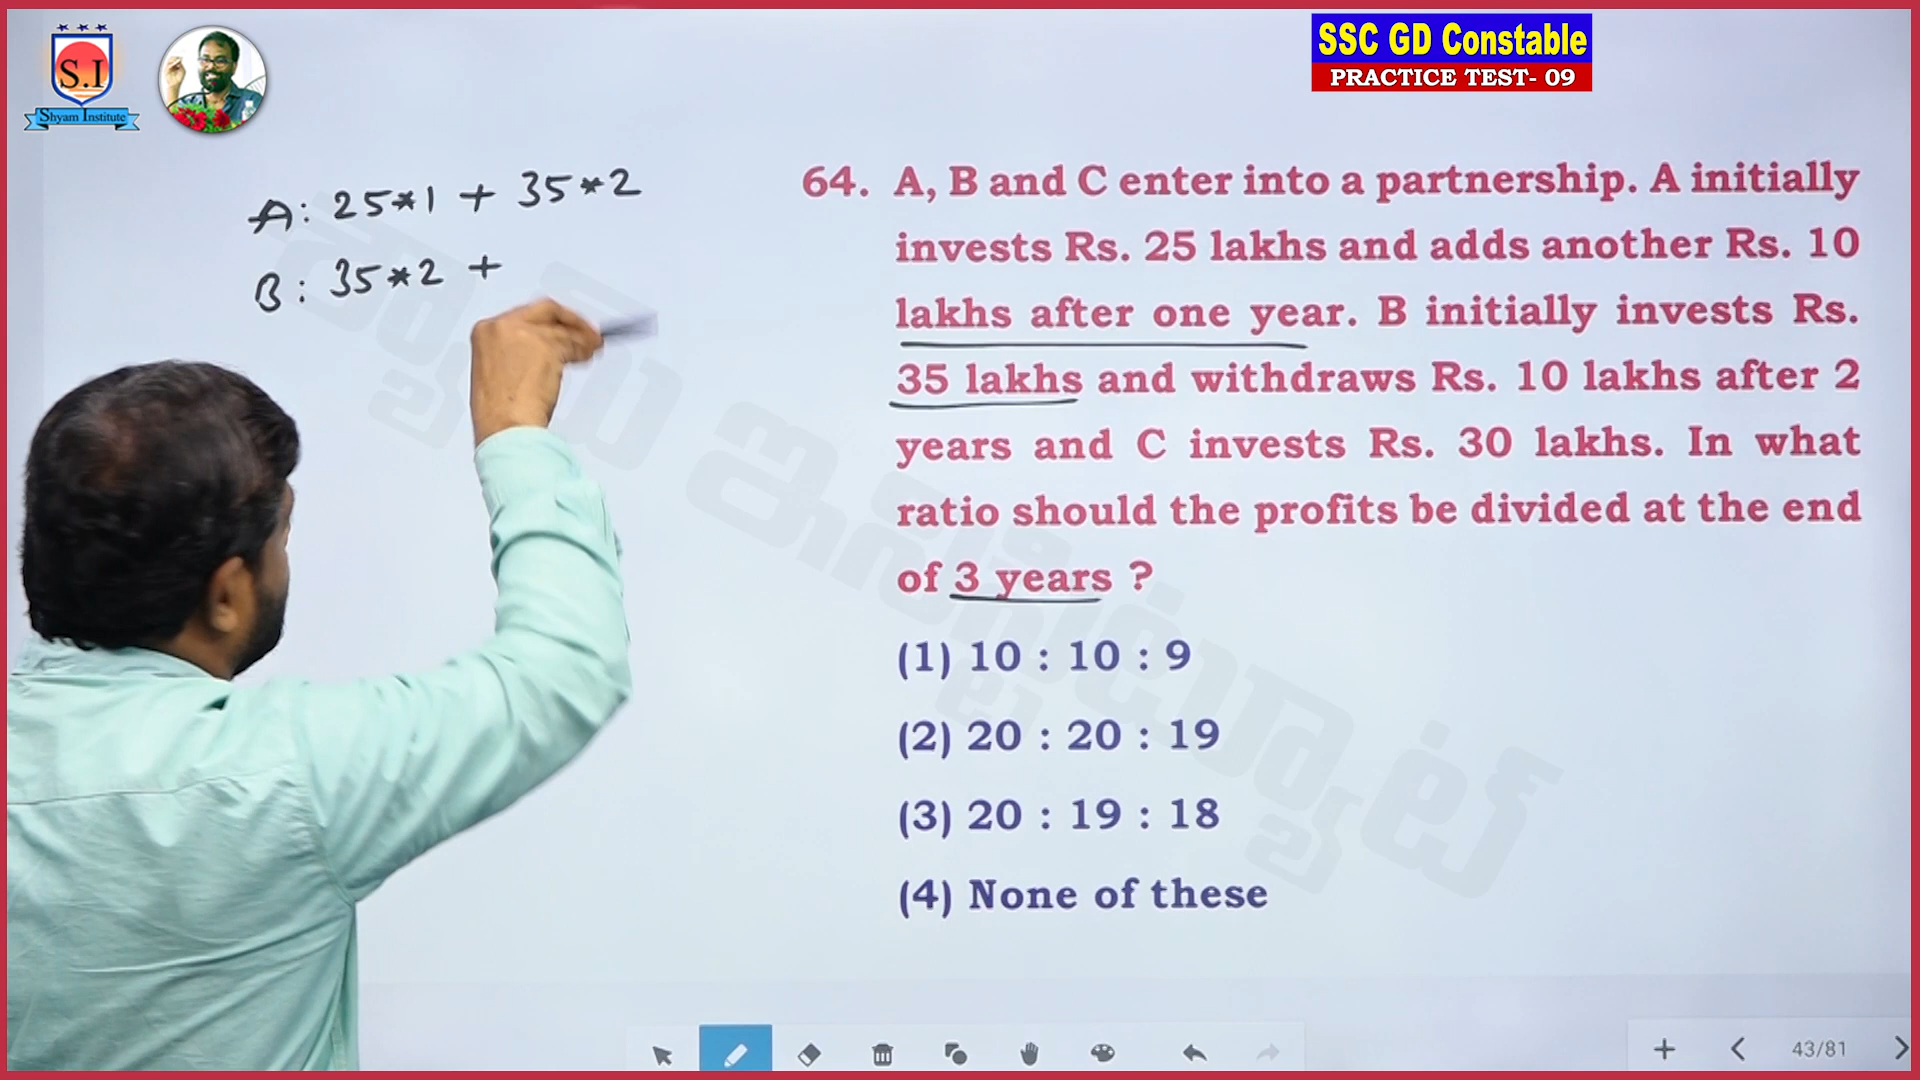 S.I
Shyam Institute
SSC GD Constable
PRACTICE TEST- 09
A: 25*1 + 35*2
B: 35*2 +
64. A, B and C enter into a partnership. A initially
invests Rs. 25 lakhs and adds another Rs. 10
lakhs after one year. B initially invests Rs.
35 lakhs and withdraws Rs. 10 lakhs after 2
years and C invests Rs. 30 lakhs. In what
ratio should the profits be divided at the end
of 3 years ?
(1) 10 : 10 : 9
(2) 20 : 20 : 19
(3) 20 : 19 : 18
(4) None of these
43/81